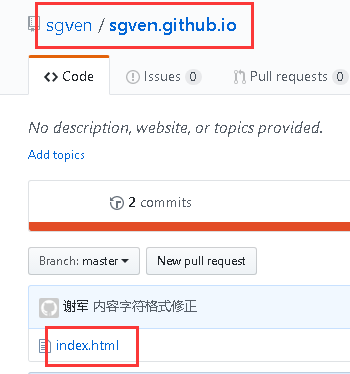 sgven / sgven.github.io
Code Issues 0 Pull requests 0
No description, website, or topics provided.
Add topics
2 commits
Branch: master New pull request
谢军 内容字符格式修正
index.html